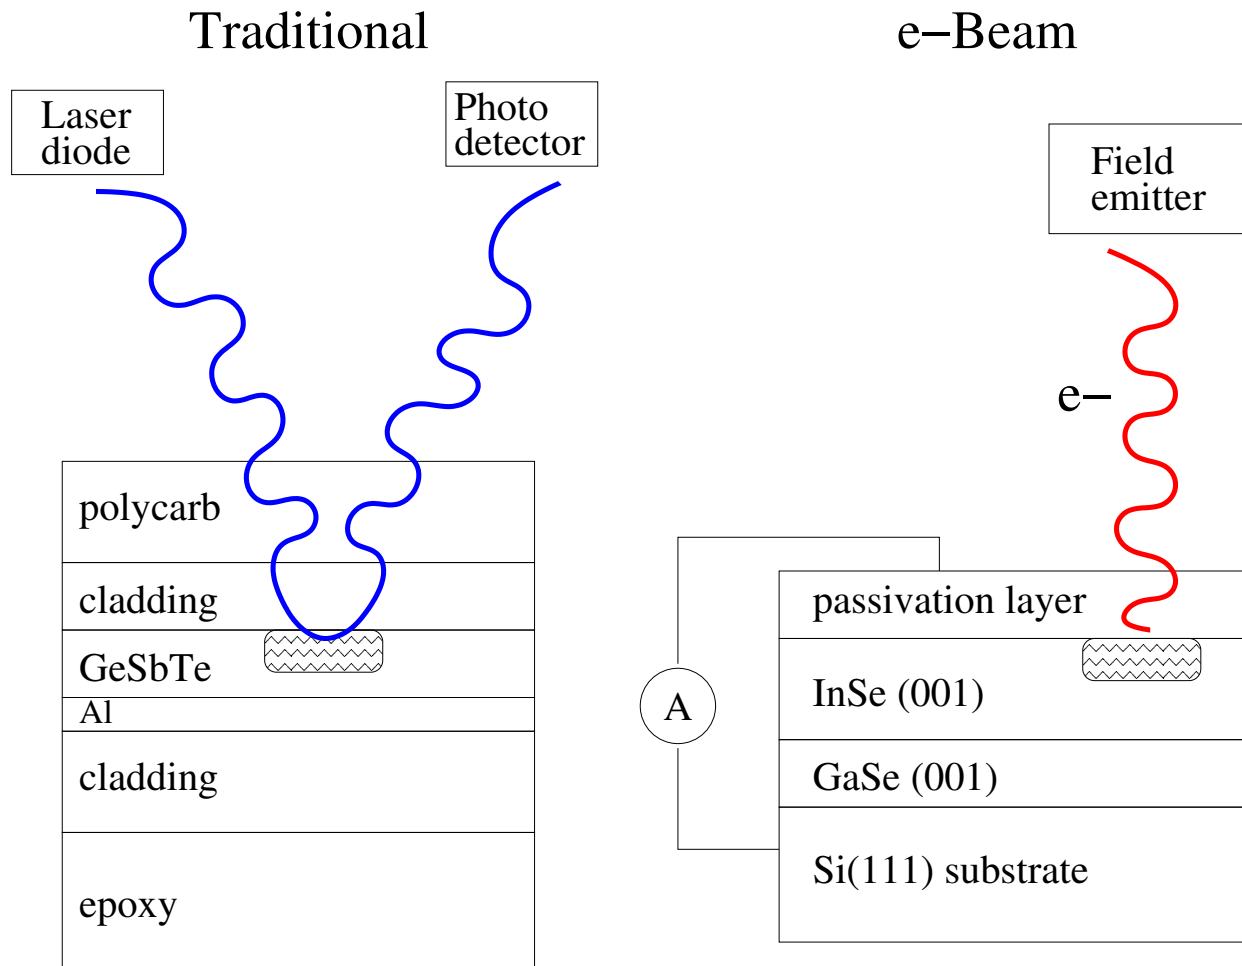 Traditional
Laser
diode
Photo
detector
polycarb
cladding
GeSbTe
Al
cladding
epoxy
e−Beam
Field
emitter
e−
passivation layer
A
InSe (001)
GaSe (001)
Si(111) substrate